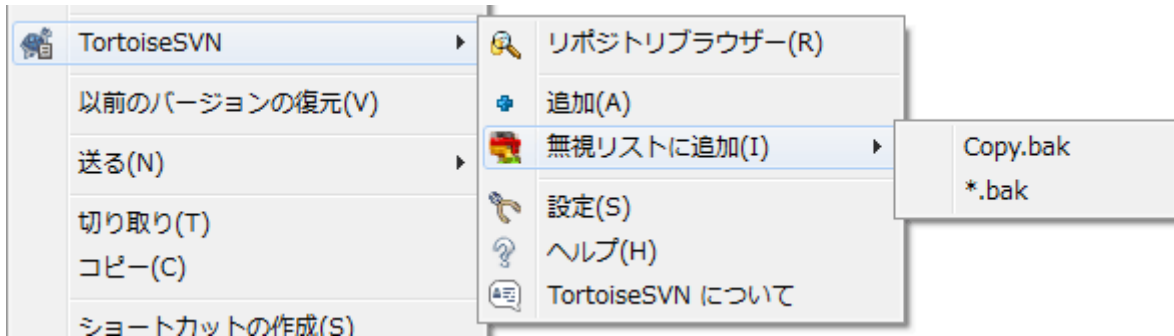 TortoiseSVN
以前のバージョンの復元(V)
送る(N)
切り取り(T)
コピー(C)
ショートカットの作成(S)
リポジトリブラウザー(R)
追加(A)
無視リストに追加(I)
設定(S)
ヘルプ(H)
TortoiseSVN について
Copy.bak
*.bak